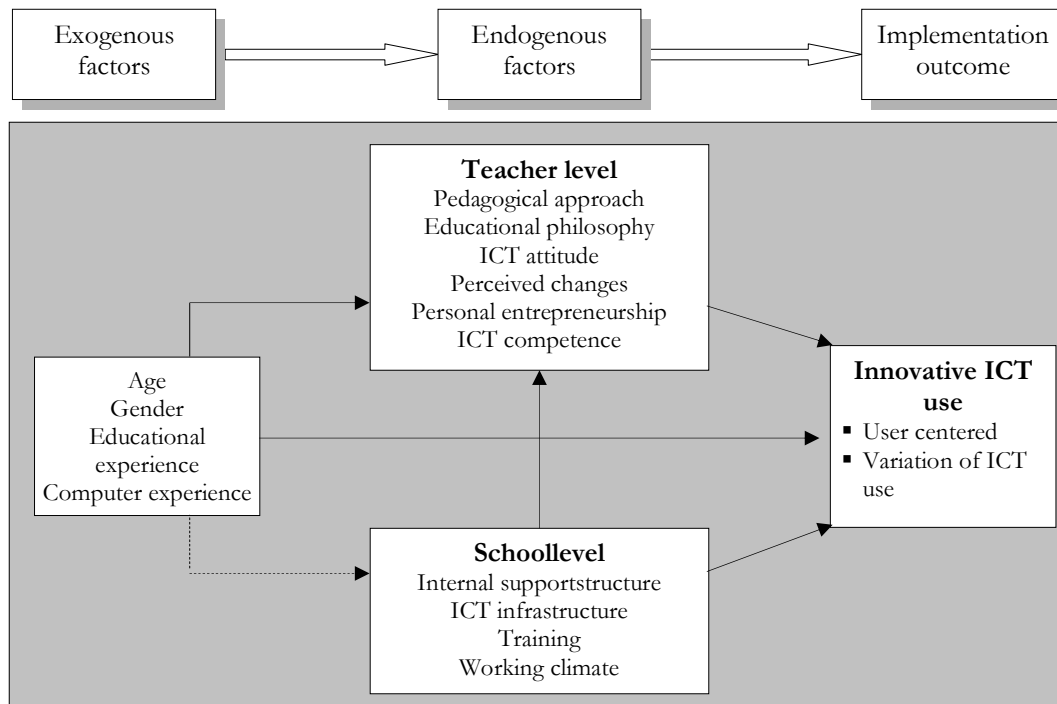 Exogenous
factors
Endogenous
factors
Implementation
outcome
Teacher level
Pedagogical approach
Educational philosophy
ICT attitude
Perceived changes
Personal entrepreneurship
ICT competence
Age
Gender
Educational
experience
Computer experience
Innovative ICT
use
▪ User centered
▪ Variation of ICT
use
Schoollevel
Internal supportstructure
ICT infrastructure
Training
Working climate